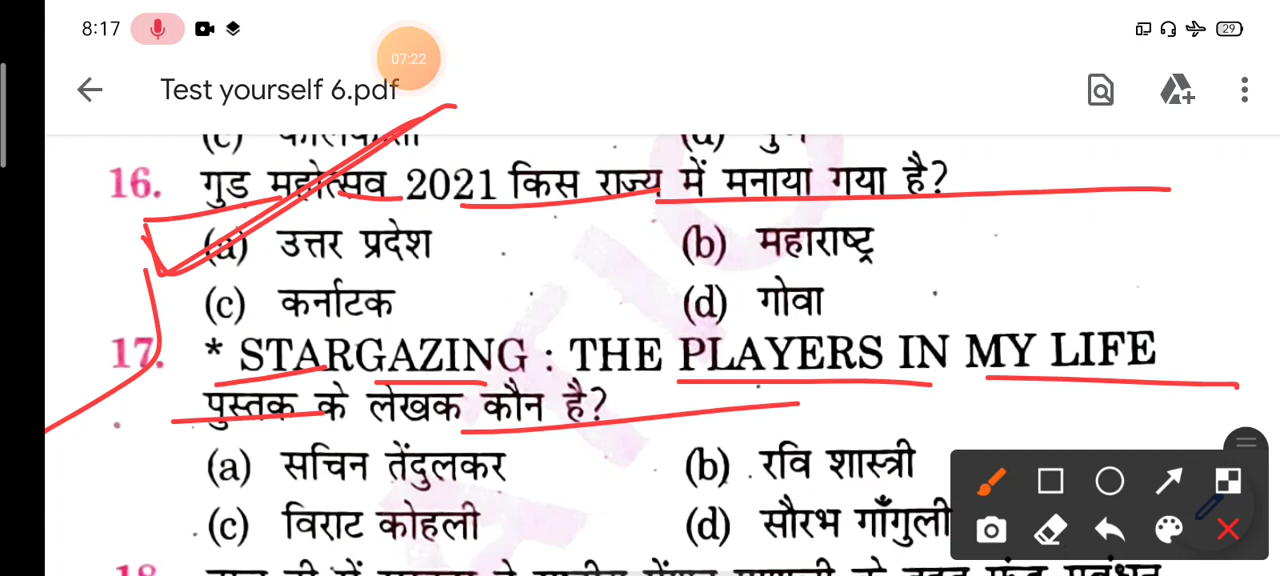 8:17
29
07:22
Test yourself 6.pdf
16. गुड महोत्सव 2021 किस राज्य में मनाया गया है?
(a) उत्तर प्रदेश (b) महाराष्ट्र
(c) कर्नाटक (d) गोवा
17. * STARGAZING : THE PLAYERS IN MY LIFE
पुस्तक के लेखक कौन है?
(a) सचिन तेंदुलकर (b) रवि शास्त्री
(c) विराट कोहली (d) सौरभ गाँगुली